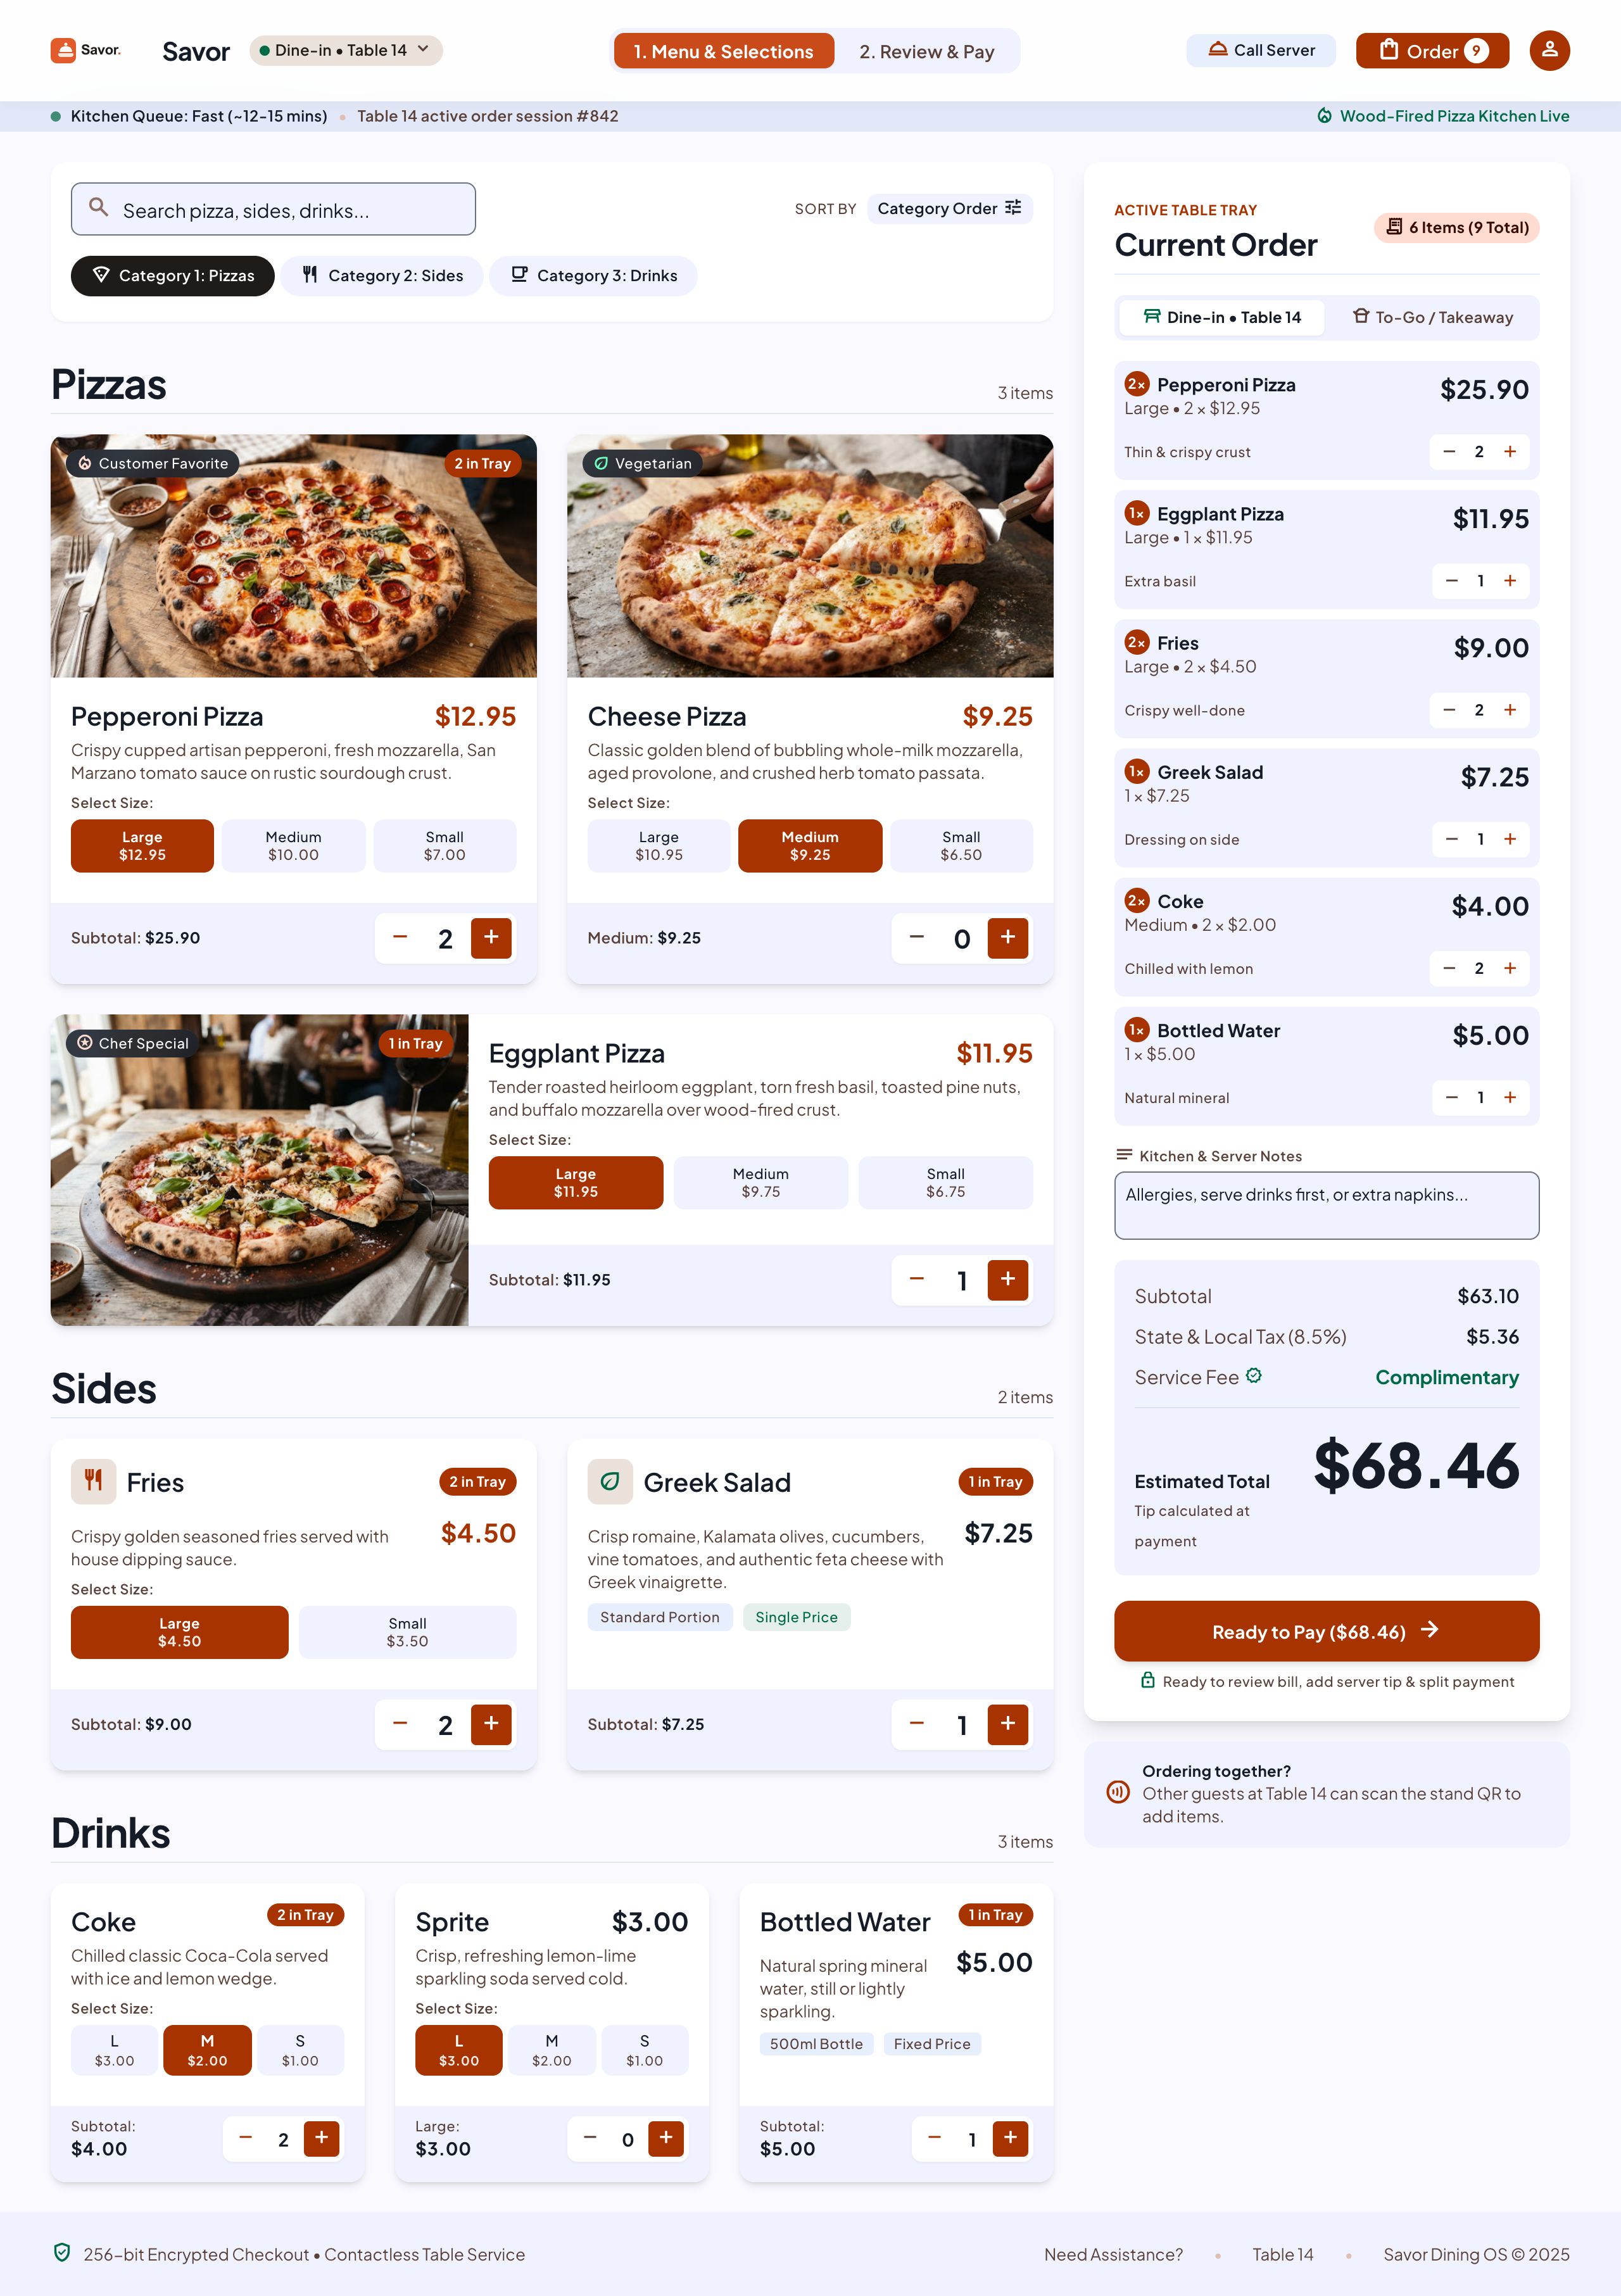 Savor.
Savor
Dine-in • Table 14
1. Menu & Selections
2. Review & Pay
Call Server
Order 9
Kitchen Queue: Fast (~12-15 mins) • Table 14 active order session #842
Wood-Fired Pizza Kitchen Live
Search pizza, sides, drinks...
SORT BY Category Order
Category 1: Pizzas
Category 2: Sides
Category 3: Drinks
Pizzas
3 items
Customer Favorite
2 in Tray
Pepperoni Pizza
$12.95
Crispy cupped artisan pepperoni, fresh mozzarella, San
Marzano tomato sauce on rustic sourdough crust.
Select Size:
Large
$12.95
Medium
$10.00
Small
$7.00
Subtotal: $25.90
− 2 +
Vegetarian
Cheese Pizza
$9.25
Classic golden blend of bubbling whole-milk mozzarella,
aged provolone, and crushed herb tomato passata.
Select Size:
Large
$10.95
Medium
$9.25
Small
$6.50
Medium: $9.25
− 0 +
Chef Special
1 in Tray
Eggplant Pizza
$11.95
Tender roasted heirloom eggplant, torn fresh basil, toasted pine nuts,
and buffalo mozzarella over wood-fired crust.
Select Size:
Large
$11.95
Medium
$9.75
Small
$6.75
Subtotal: $11.95
− 1 +
Sides
2 items
Fries
2 in Tray
Crispy golden seasoned fries served with
house dipping sauce.
$4.50
Select Size:
Large
$4.50
Small
$3.50
Subtotal: $9.00
− 2 +
Greek Salad
1 in Tray
Crisp romaine, Kalamata olives, cucumbers,
vine tomatoes, and authentic feta cheese with
Greek vinaigrette.
$7.25
Standard Portion
Single Price
Subtotal: $7.25
− 1 +
Drinks
3 items
Coke
2 in Tray
Chilled classic Coca-Cola served
with ice and lemon wedge.
Select Size:
L
$3.00
M
$2.00
S
$1.00
Subtotal:
$4.00
− 2 +
Sprite
$3.00
Crisp, refreshing lemon-lime
sparkling soda served cold.
Select Size:
L
$3.00
M
$2.00
S
$1.00
Large:
$3.00
− 0 +
Bottled Water
1 in Tray
Natural spring mineral
water, still or lightly
sparkling.
$5.00
500ml Bottle
Fixed Price
Subtotal:
$5.00
− 1 +
ACTIVE TABLE TRAY
Current Order
6 Items (9 Total)
Dine-in • Table 14
To-Go / Takeaway
2× Pepperoni Pizza
$25.90
Large • 2 × $12.95
Thin & crispy crust
− 2 +
1× Eggplant Pizza
$11.95
Large • 1 × $11.95
Extra basil
− 1 +
2× Fries
$9.00
Large • 2 × $4.50
Crispy well-done
− 2 +
1× Greek Salad
$7.25
1 × $7.25
Dressing on side
− 1 +
2× Coke
$4.00
Medium • 2 × $2.00
Chilled with lemon
− 2 +
1× Bottled Water
$5.00
1 × $5.00
Natural mineral
− 1 +
Kitchen & Server Notes
Allergies, serve drinks first, or extra napkins...
Subtotal $63.10
State & Local Tax (8.5%) $5.36
Service Fee Complimentary
Estimated Total $68.46
Tip calculated at
payment
Ready to Pay ($68.46)
Ready to review bill, add server tip & split payment
Ordering together?
Other guests at Table 14 can scan the stand QR to
add items.
256-bit Encrypted Checkout • Contactless Table Service
Need Assistance? • Table 14 • Savor Dining OS © 2025